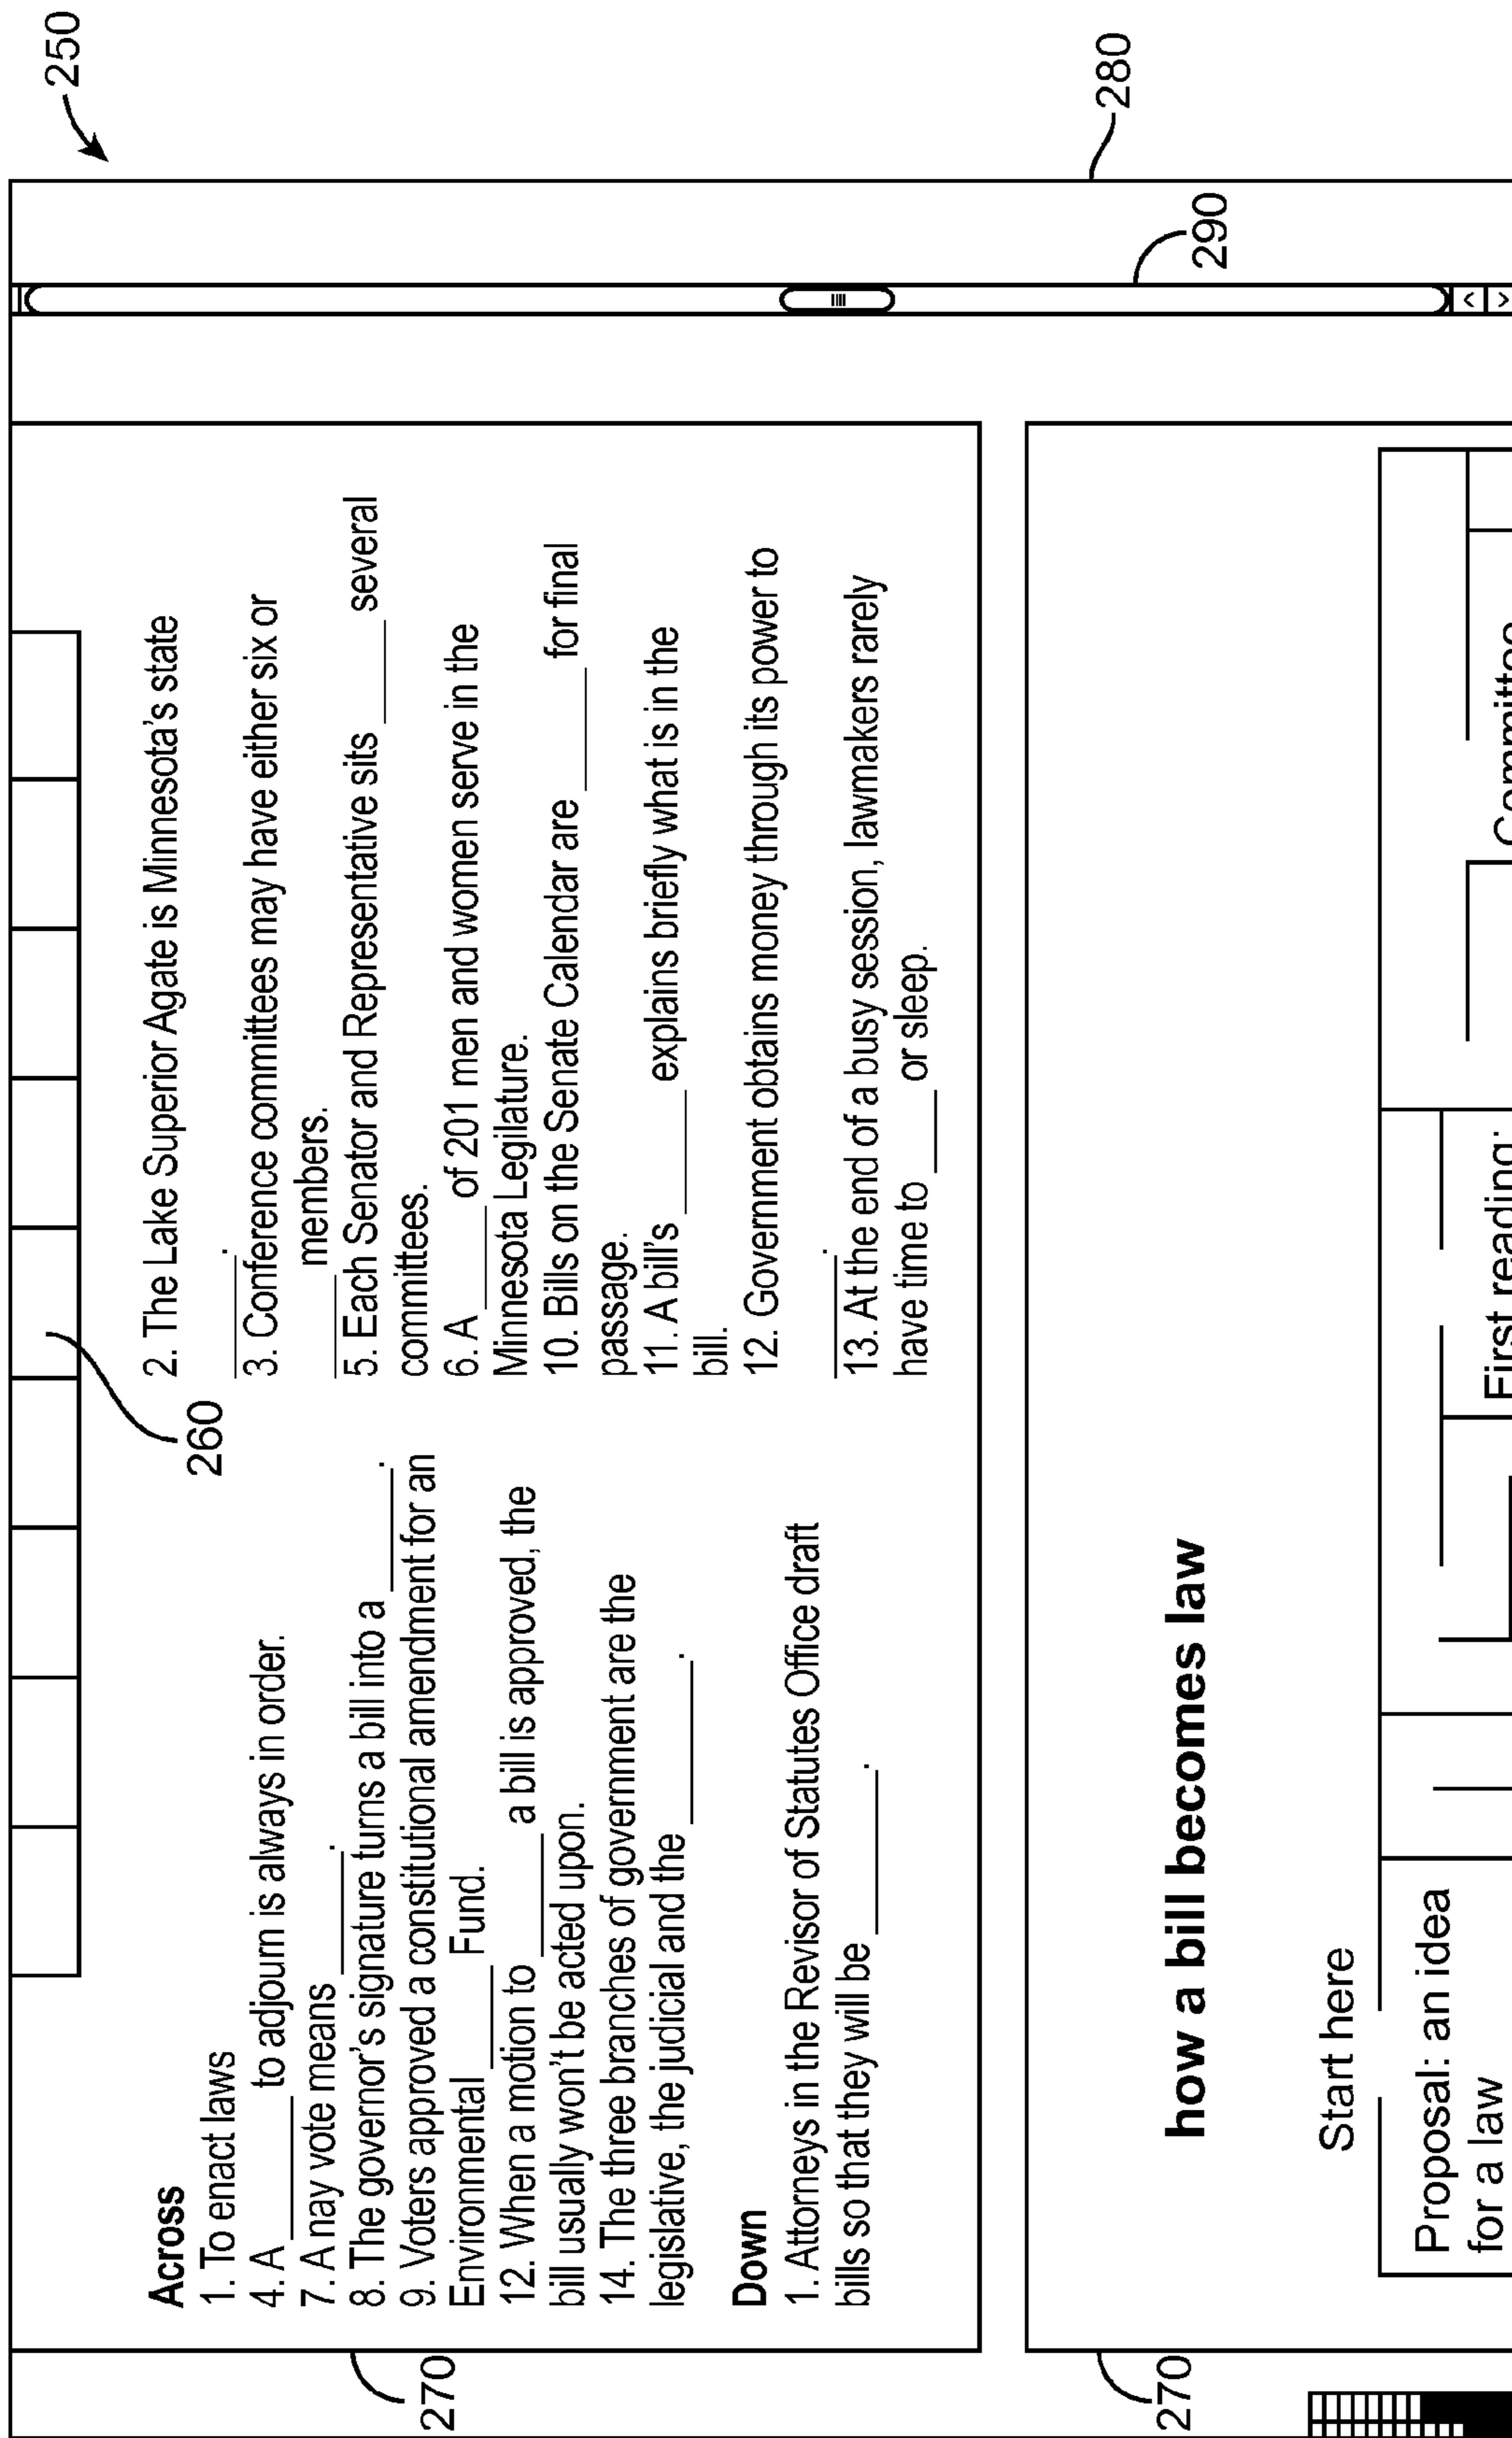 250
260
Across
1. To enact laws
4. A ______ to adjourn is always in order.
7. A nay vote means ______.
8. The governor's signature turns a bill into a ______.
9. Voters approved a constitutional amendment for an
Environmental ______ Fund.
12. When a motion to ______ a bill is approved, the
bill usually won't be acted upon.
14. The three branches of government are the
legislative, the judicial and the ______.
Down
1. Attorneys in the Revisor of Statutes Office draft
bills so that they will be ______.
2. The Lake Superior Agate is Minnesota's state
______.
3. Conference committees may have either six or
______ members.
5. Each Senator and Representative sits ______ several
committees.
6. A ______ of 201 men and women serve in the
Minnesota Legilature.
10. Bills on the Senate Calendar are ______ for final
passage.
11. A bill's ______ explains briefly what is in the
bill.
12. Government obtains money through its power to
______.
13. At the end of a busy session, lawmakers rarely
have time to ______ or sleep.
270
280
290
how a bill becomes law
270
Start here
Proposal: an idea
for a law
First reading:
Committee